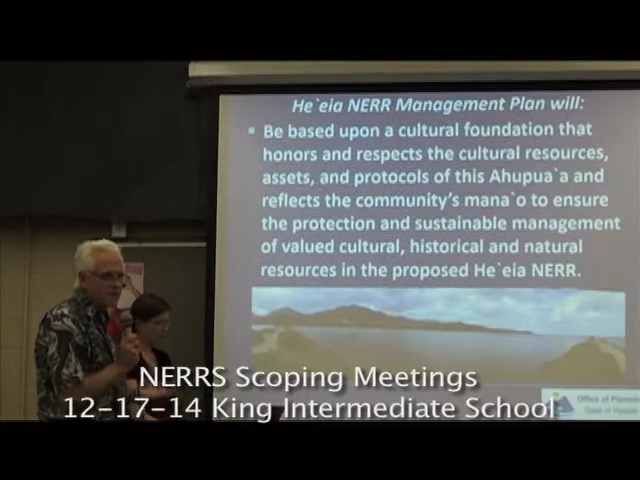 He`eia NERR Management Plan will:
▪ Be based upon a cultural foundation that
honors and respects the cultural resources,
assets, and protocols of this Ahupua`a and
reflects the community's mana`o to ensure
the protection and sustainable management
of valued cultural, historical and natural
resources in the proposed He`eia NERR.
Office of Planning
State of Hawaii
NERRS Scoping Meetings
12-17-14 King Intermediate School